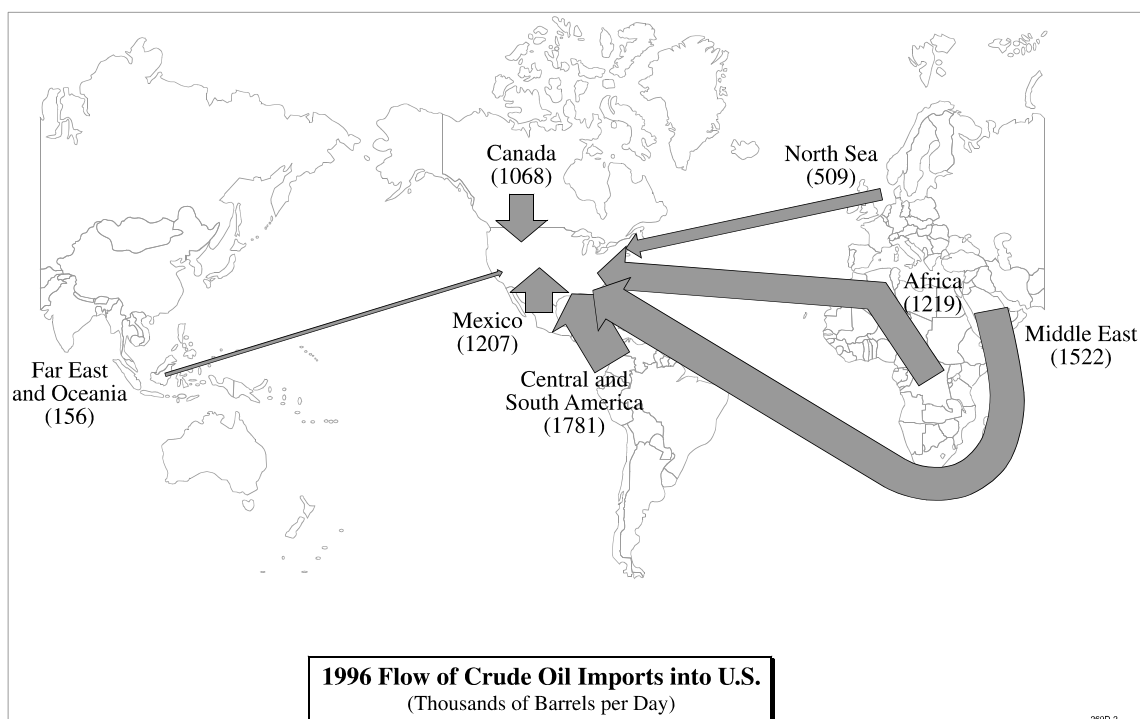 Canada
(1068)
North Sea
(509)
Africa
(1219)
Middle East
(1522)
Mexico
(1207)
Far East
and Oceania
(156)
Central and
South America
(1781)
1996 Flow of Crude Oil Imports into U.S.
(Thousands of Barrels per Day)